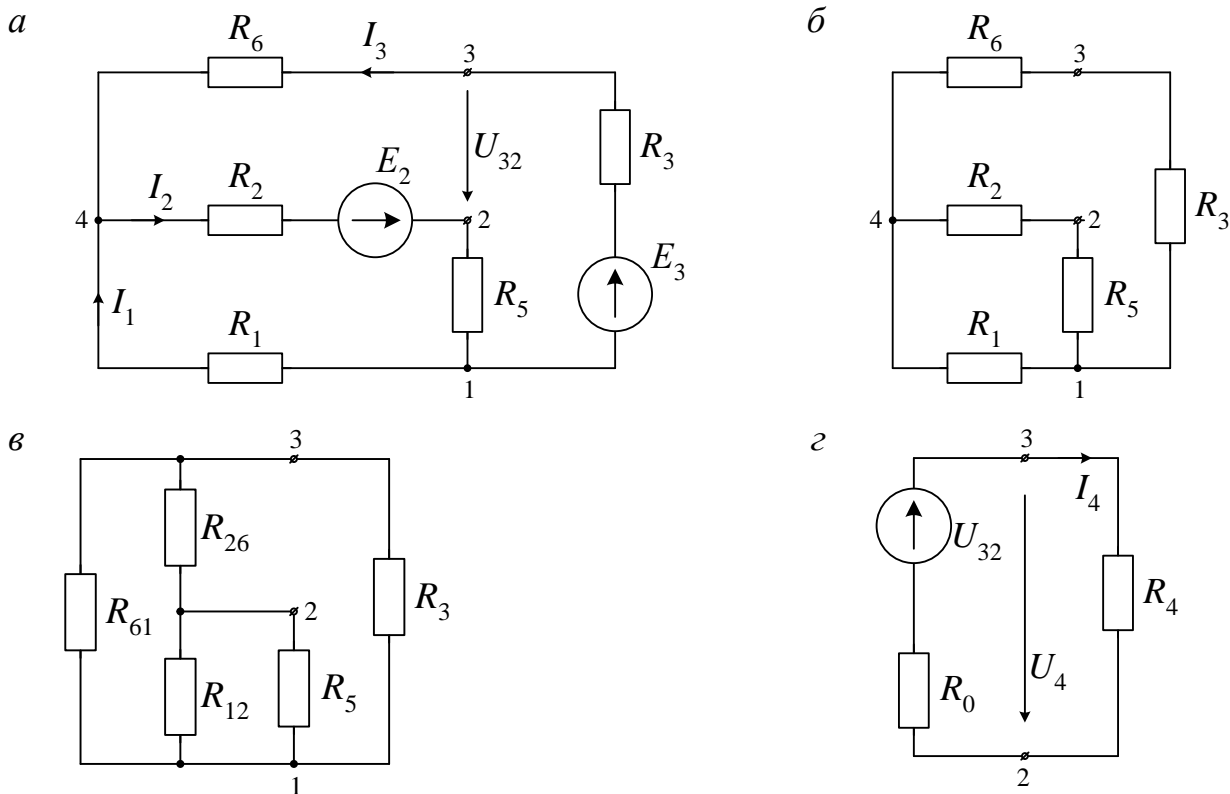 а
R₆
I₃
3
U₃₂
R₃
4
I₂
R₂
E₂
2
E₃
R₅
I₁
R₁
1
б
R₆
3
R₂
4
2
R₃
R₅
R₁
1
в
3
R₂₆
R₆₁
2
R₃
R₁₂
R₅
1
г
3
I₄
U₃₂
R₄
U₄
R₀
2